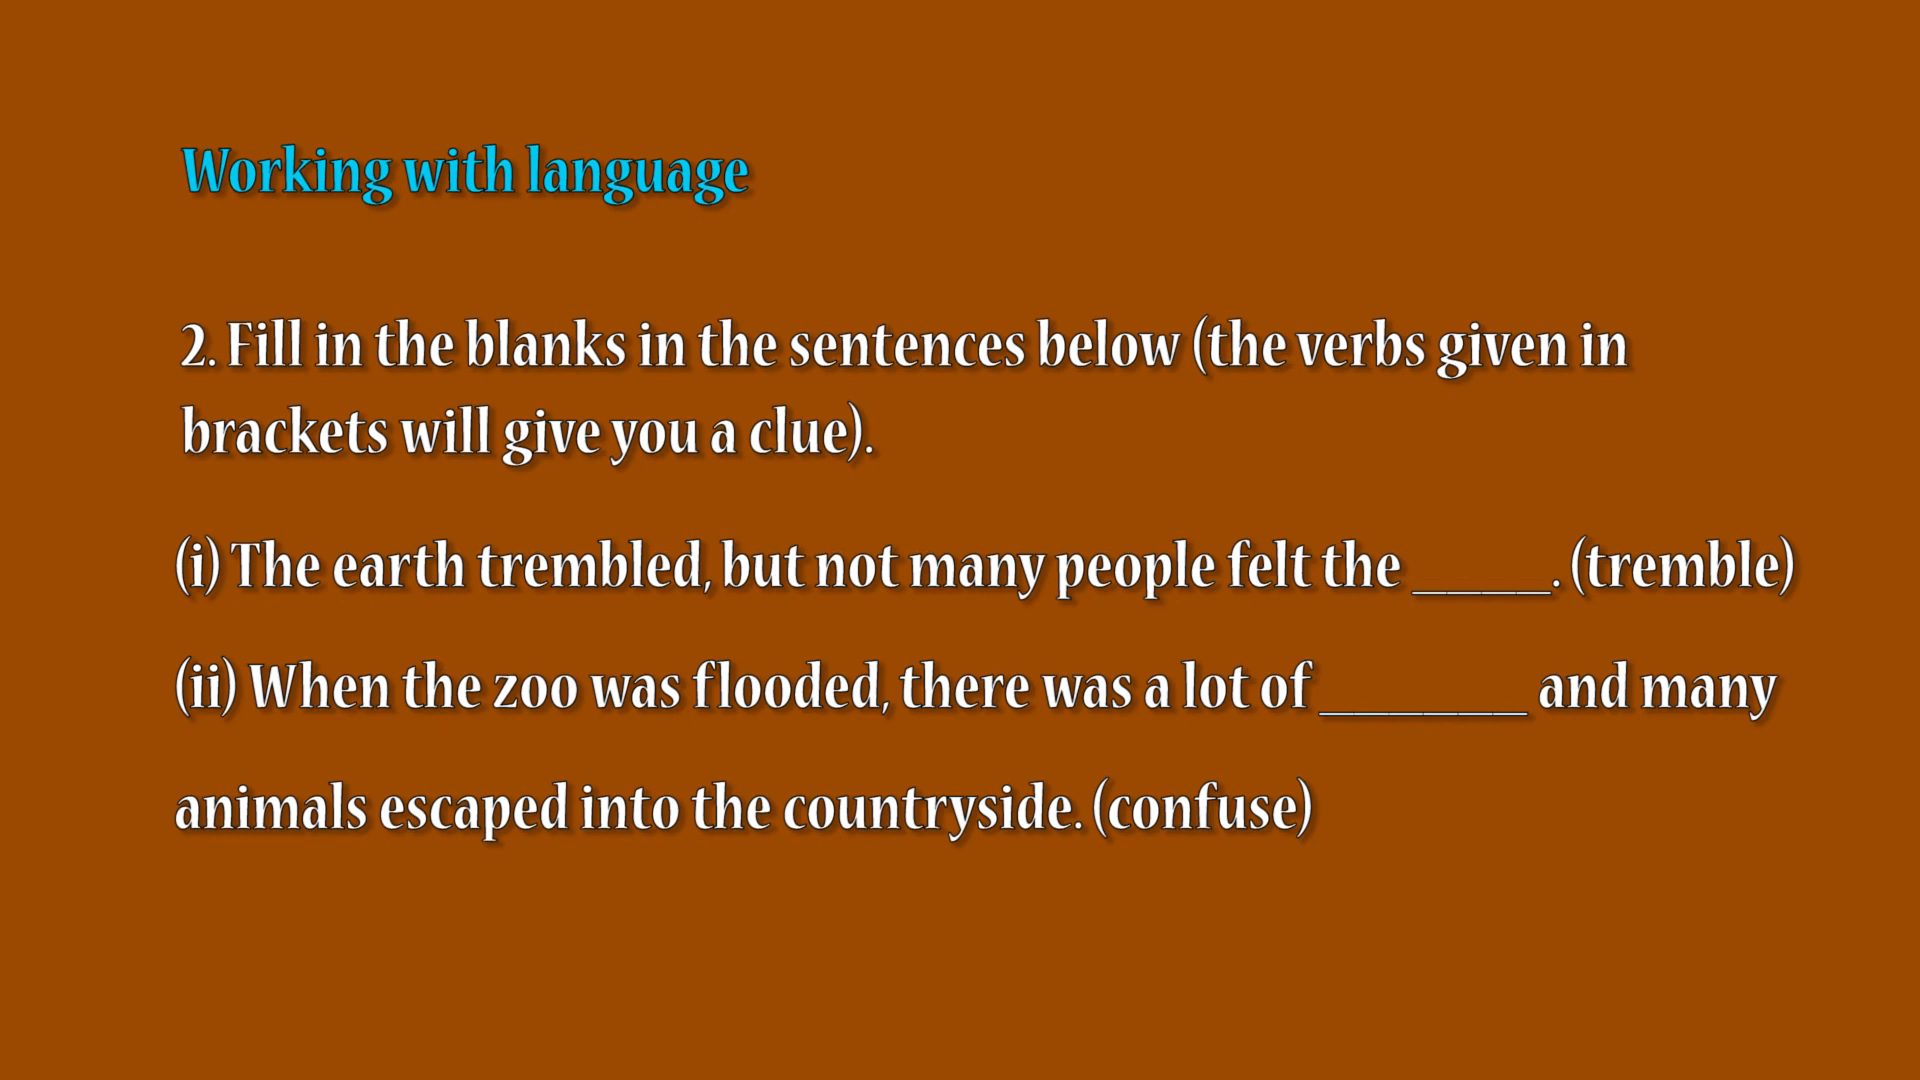 Working with language
2. Fill in the blanks in the sentences below (the verbs given in
brackets will give you a clue).
(i) The earth trembled, but not many people felt the ____. (tremble)
(ii) When the zoo was flooded, there was a lot of ______ and many
animals escaped into the countryside. (confuse)